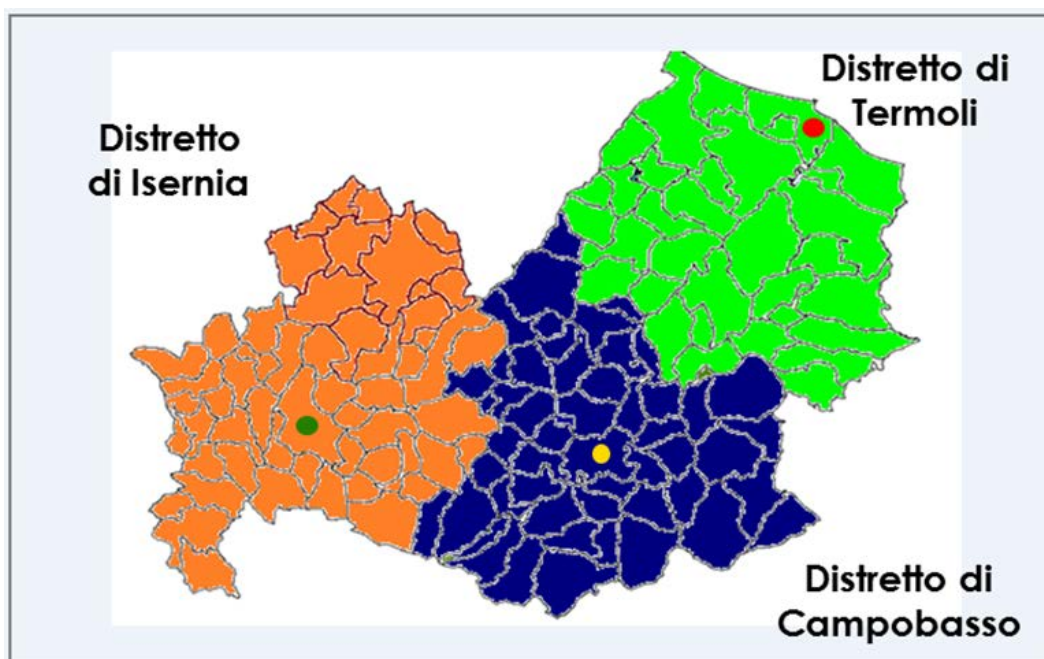 Distretto di
Termoli
Distretto
di Isernia
Distretto di
Campobasso